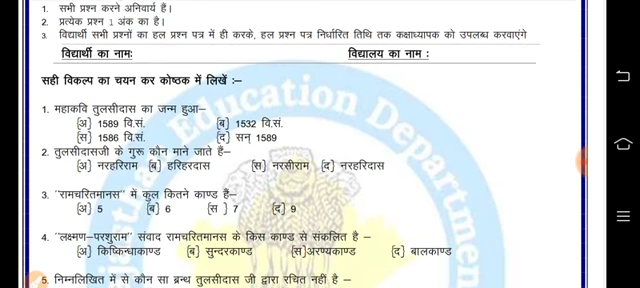 1. सभी प्रश्न करने अनिवार्य हैं।
2. प्रत्येक प्रश्न 1 अंक का है।
3. विद्यार्थी सभी प्रश्नों का हल प्रश्न पत्र में ही करके, हल प्रश्न पत्र निर्धारित तिथि तक कक्षाध्यापक को उपलब्ध करवाएंगे
विद्यार्थी का नामः विद्यालय का नाम :
सही विकल्प का चयन कर कोष्ठक में लिखें :–
1. महाकवि तुलसीदास का जन्म हुआ–
[अ] 1589 वि.सं. [ब] 1532 वि.सं.
[स] 1586 वि.सं. [द] सन् 1589
2. तुलसीदासजी के गुरू कौन माने जाते हैं–
[अ] नरहरिराम [ब] हरिहरदास [स] नरसीराम [द] नरहरिदास
3. "रामचरितमानस" में कुल कितने काण्ड हैं–
[अ] 5 [ब] 6 [स ] 7 [द] 9
4. "लक्ष्मण-परशुराम" संवाद रामचरितमानस के किस काण्ड से संकलित है –
[अ] किष्किन्धाकाण्ड [ब] सुन्दरकाण्ड [स]अरण्यकाण्ड [द] बालकाण्ड
5. निम्नलिखित में से कौन सा ग्रन्थ तुलसीदास जी द्वारा रचित नहीं है –
Education Department